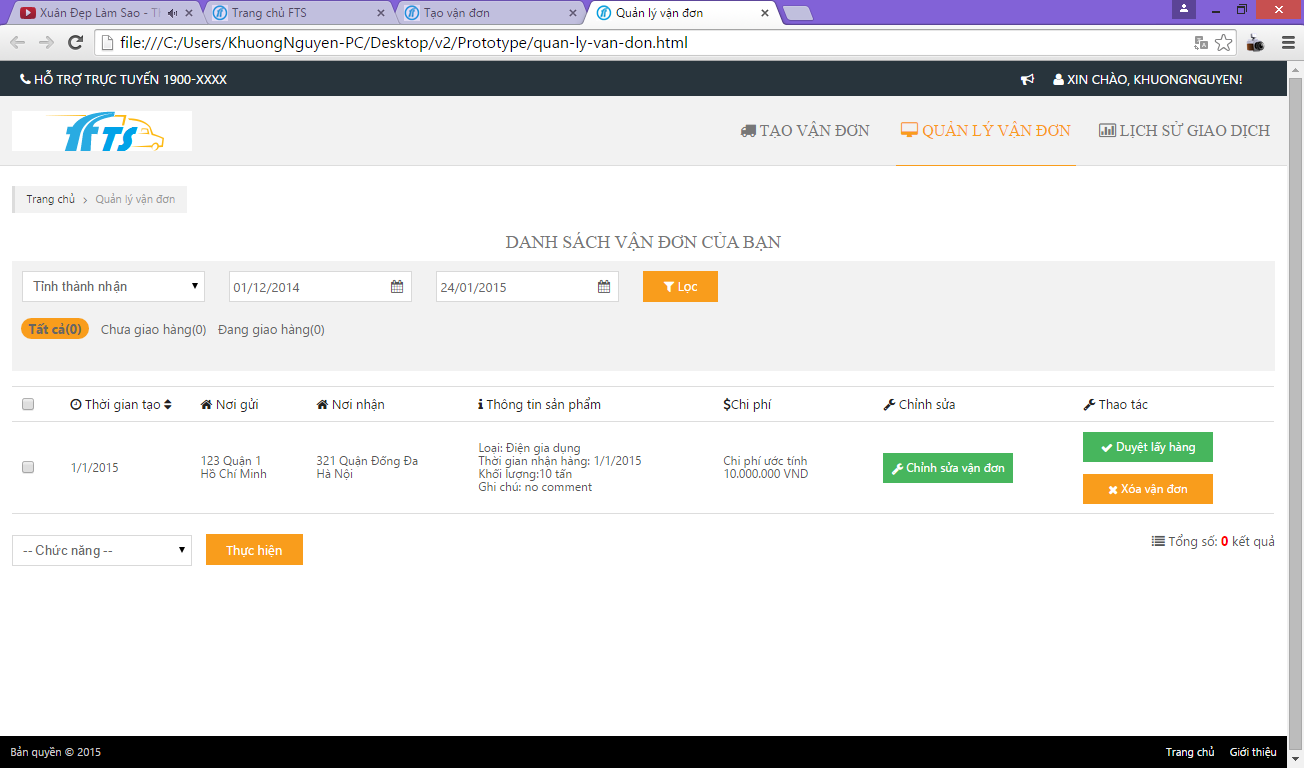 Xuân Đẹp Làm Sao - Th
Trang chủ FTS
Tạo vận đơn
Quản lý vận đơn
file:///C:/Users/KhuongNguyen-PC/Desktop/v2/Prototype/quan-ly-van-don.html
HỖ TRỢ TRỰC TUYẾN 1900-XXXX
XIN CHÀO, KHUONGNGUYEN!
fFTS
TẠO VẬN ĐƠN
QUẢN LÝ VẬN ĐƠN
LỊCH SỬ GIAO DỊCH
Trang chủ > Quản lý vận đơn
DANH SÁCH VẬN ĐƠN CỦA BẠN
Tỉnh thành nhận
01/12/2014
24/01/2015
Lọc
Tất cả(0) Chưa giao hàng(0) Đang giao hàng(0)
Thời gian tạo
Nơi gửi
Nơi nhận
Thông tin sản phẩm
$Chi phí
Chỉnh sửa
Thao tác
1/1/2015
123 Quận 1
Hồ Chí Minh
321 Quận Đống Đa
Hà Nội
Loại: Điện gia dụng
Thời gian nhận hàng: 1/1/2015
Khối lượng:10 tấn
Ghi chú: no comment
Chi phí ước tính
10.000.000 VND
Chỉnh sửa vận đơn
Duyệt lấy hàng
Xóa vận đơn
-- Chức năng --
Thực hiện
Tổng số: 0 kết quả
Bản quyền © 2015
Trang chủ
Giới thiệu